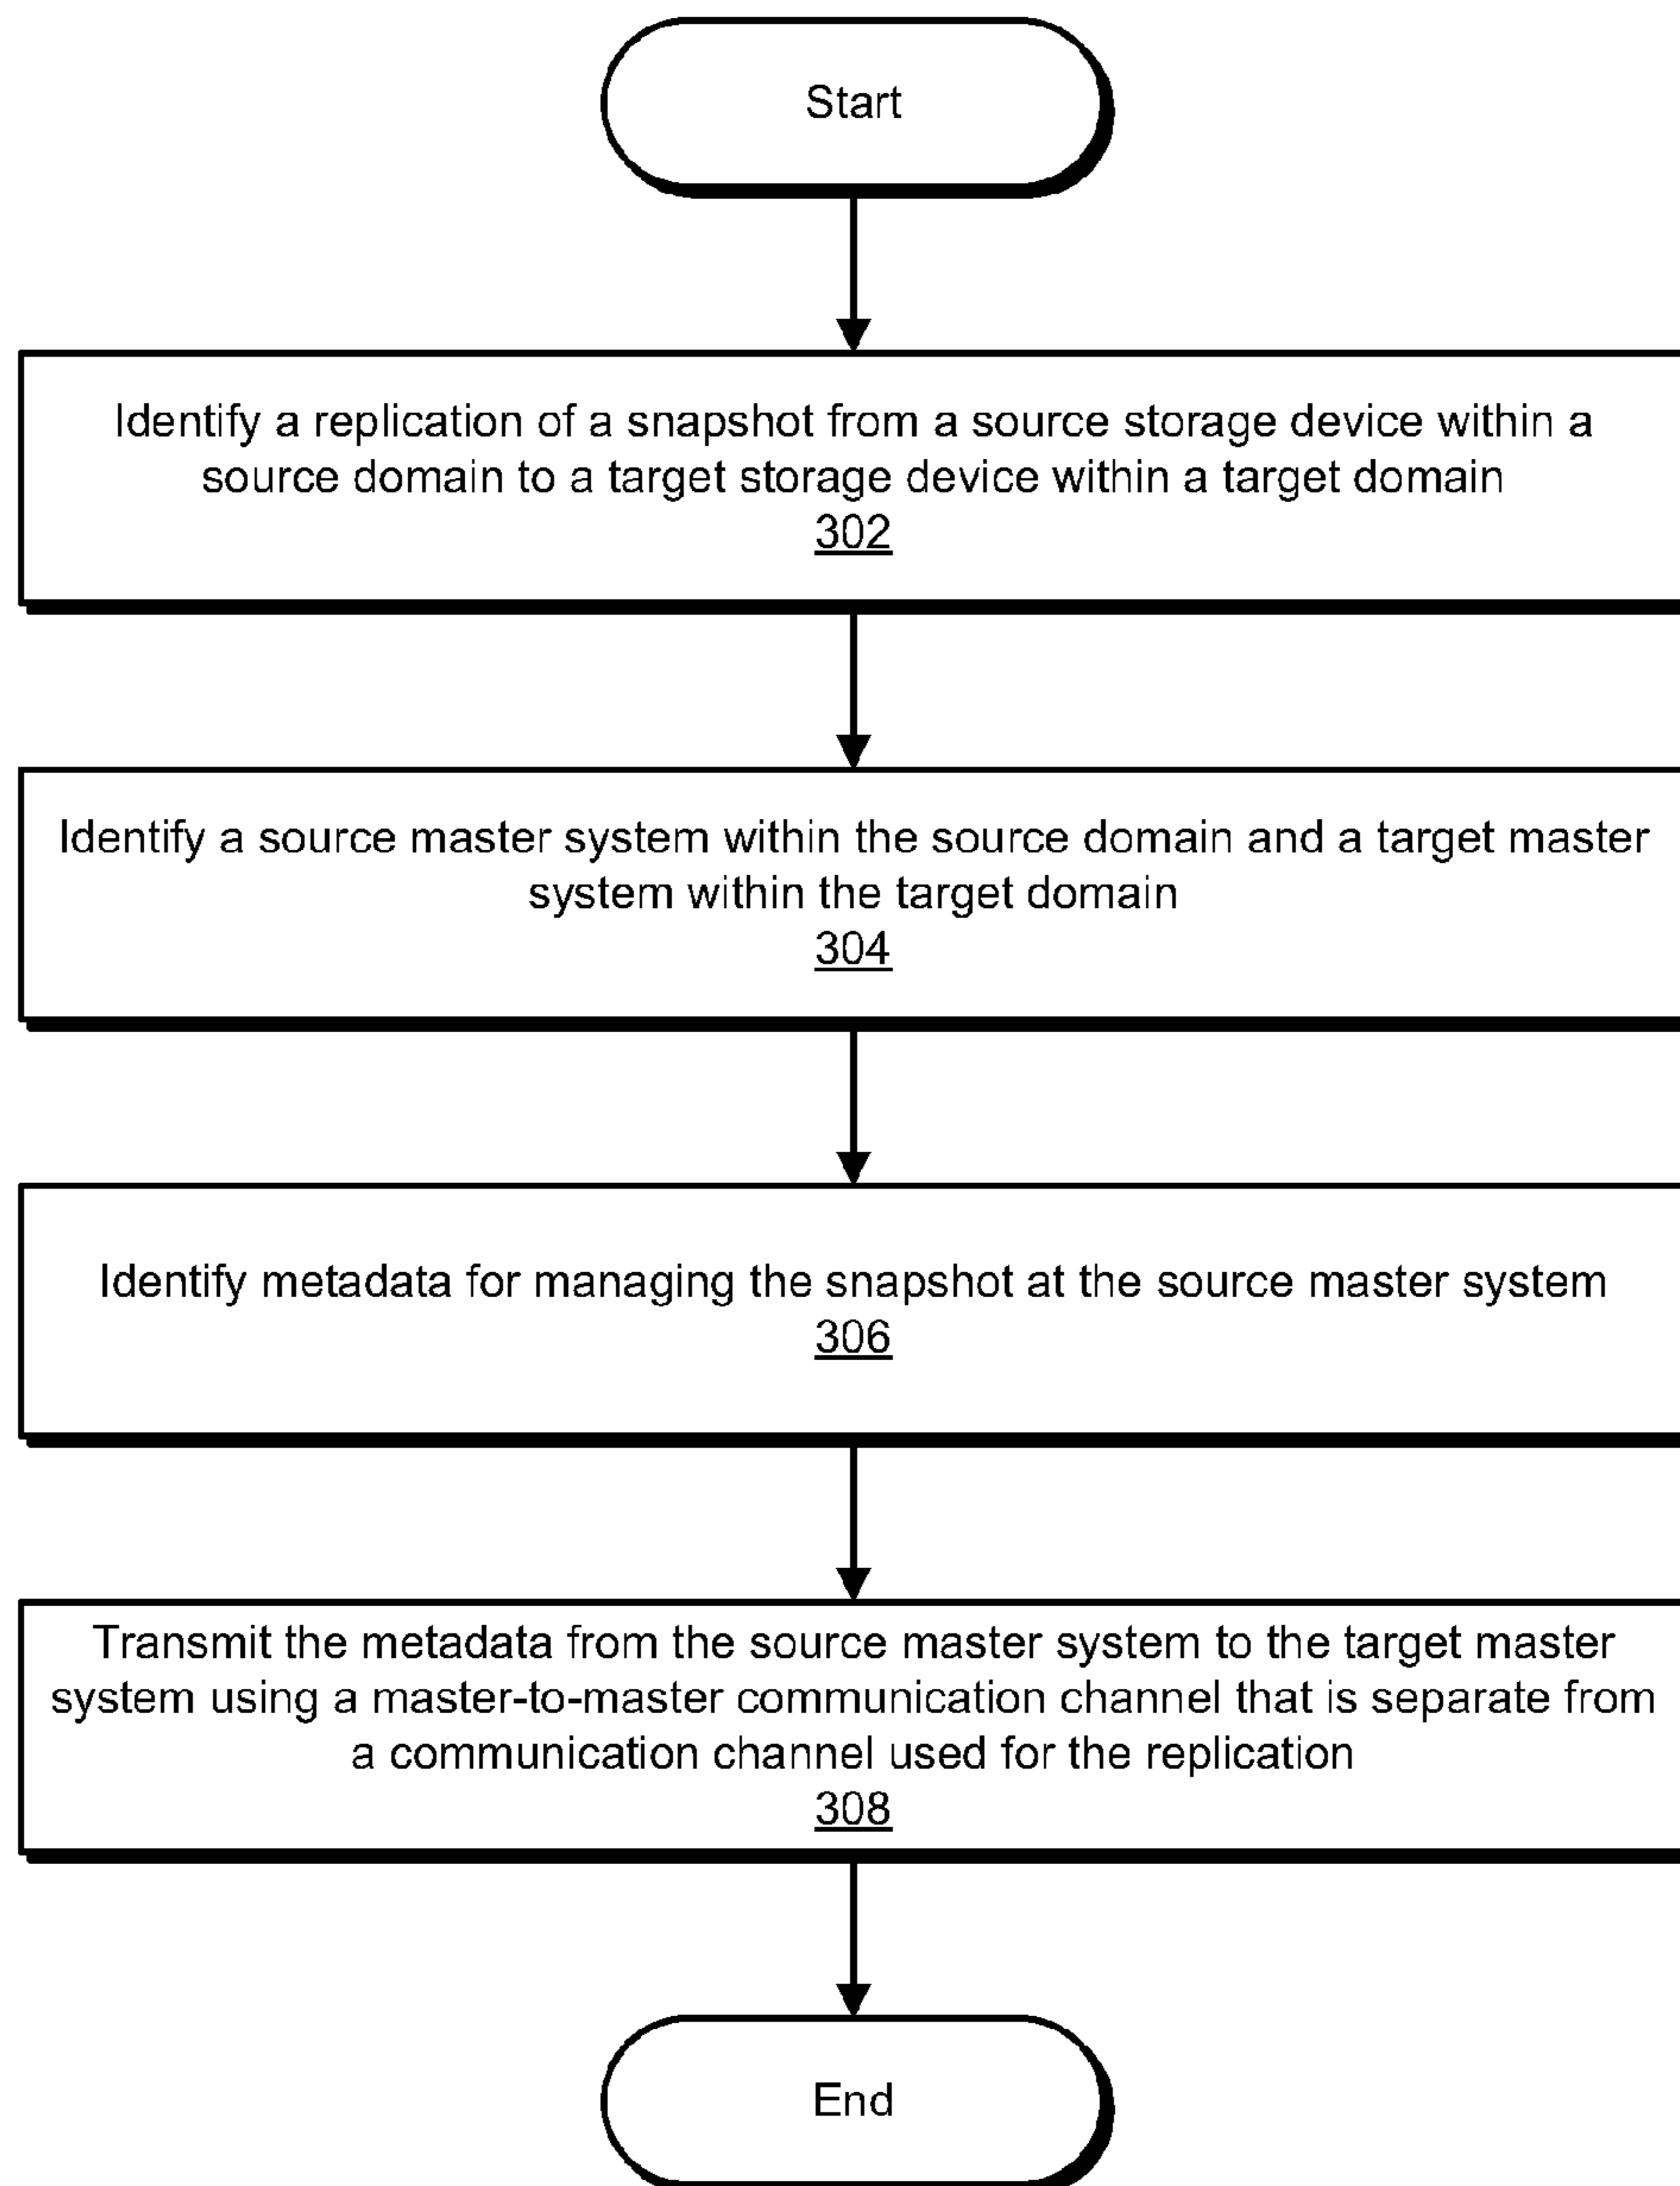 Start
Identify a replication of a snapshot from a source storage device within a
source domain to a target storage device within a target domain
302
Identify a source master system within the source domain and a target master
system within the target domain
304
Identify metadata for managing the snapshot at the source master system
306
Transmit the metadata from the source master system to the target master
system using a master-to-master communication channel that is separate from
a communication channel used for the replication
308
End